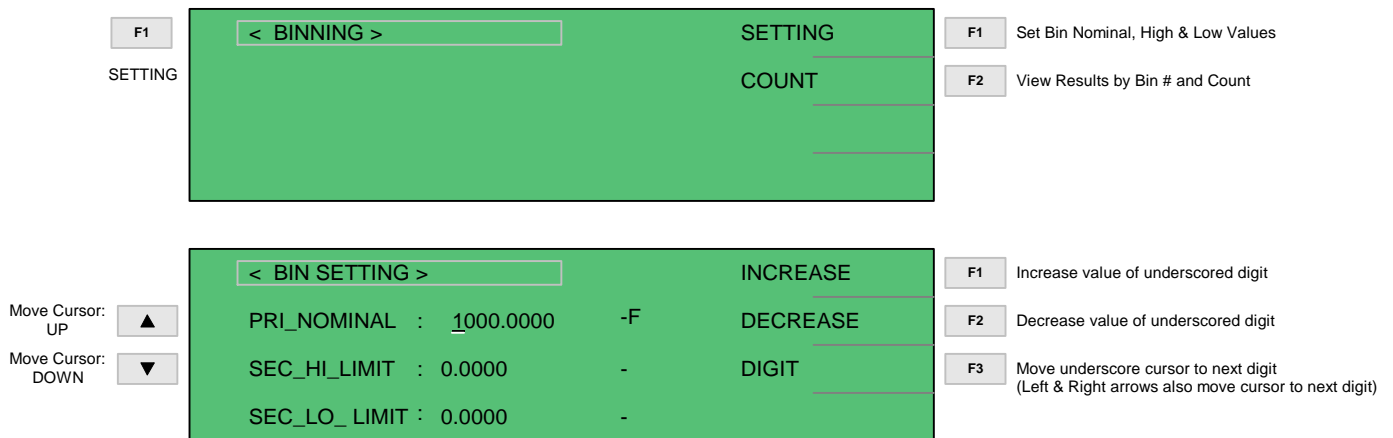 F1
SETTING
< BINNING >
SETTING
COUNT
F1 Set Bin Nominal, High & Low Values
F2 View Results by Bin # and Count
Move Cursor:
UP
▲
Move Cursor:
DOWN
▼
< BIN SETTING >
PRI_NOMINAL : 1000.0000 -F
SEC_HI_LIMIT : 0.0000 -
SEC_LO_ LIMIT : 0.0000 -
INCREASE
DECREASE
DIGIT
F1 Increase value of underscored digit
F2 Decrease value of underscored digit
F3 Move underscore cursor to next digit
(Left & Right arrows also move cursor to next digit)